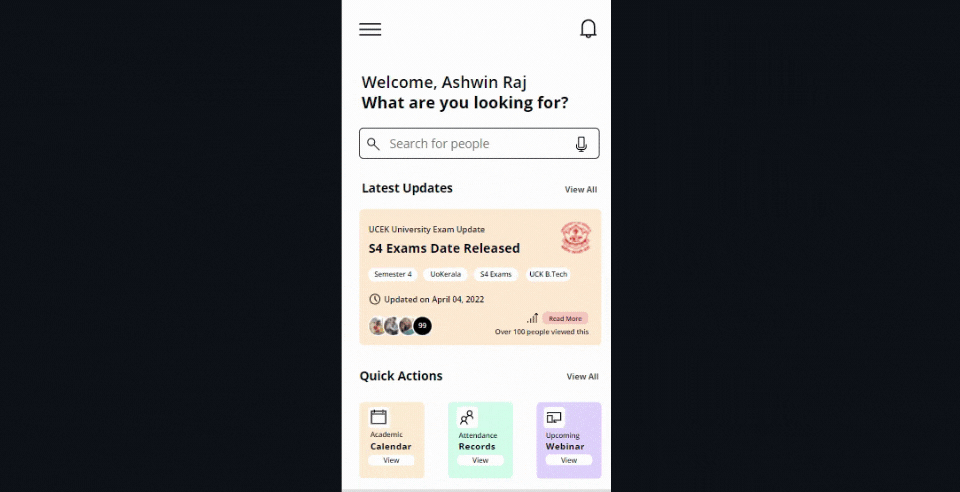 Welcome, Ashwin Raj
What are you looking for?
Search for people
Latest Updates
View All
UCEK University Exam Update
S4 Exams Date Released
Semester 4
UoKerala
S4 Exams
UCK B.Tech
Updated on April 04, 2022
99
Read More
Over 100 people viewed this
Quick Actions
View All
Academic
Calendar
View
Attendance
Records
View
Upcoming
Webinar
View